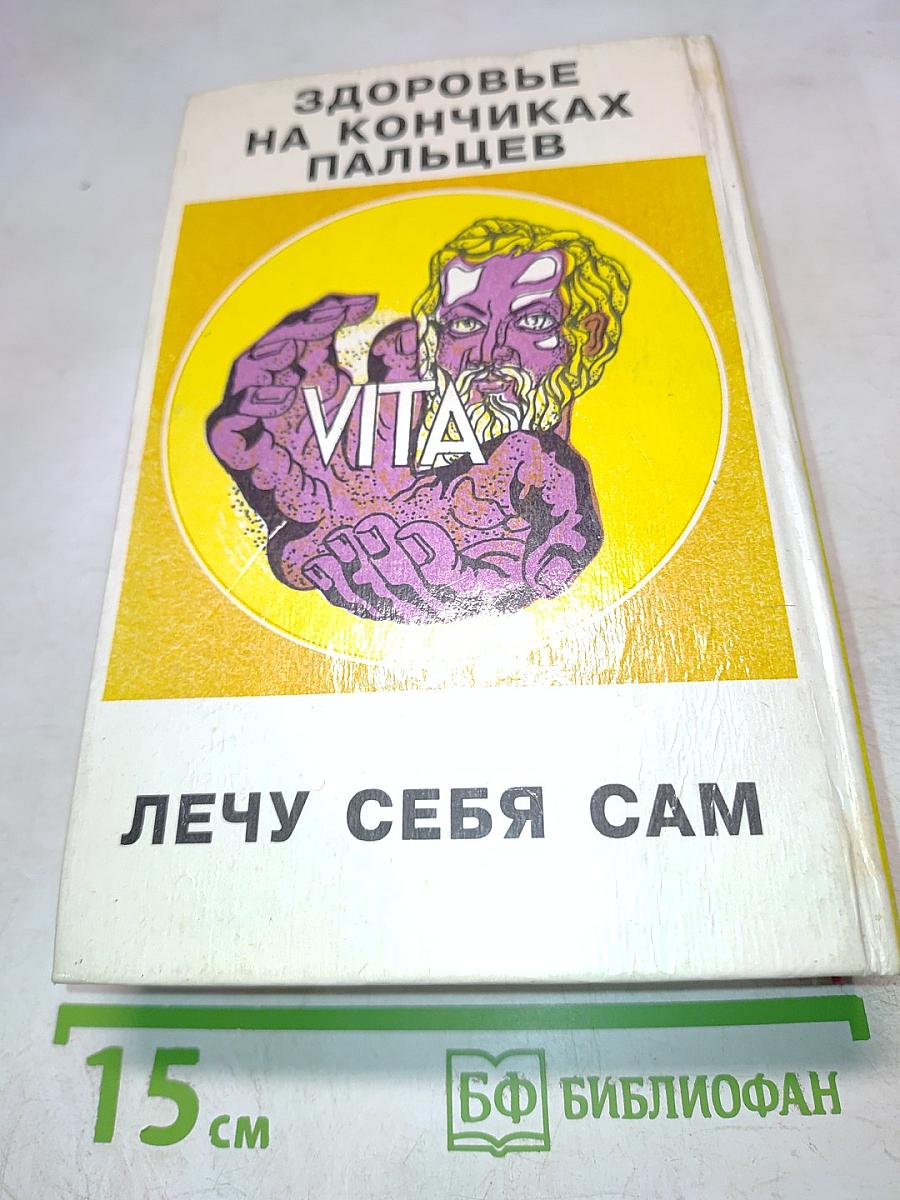 ЗДОРОВЬЕ
НА КОНЧИКАХ
ПАЛЬЦЕВ
VITA
ЛЕЧУ СЕБЯ САМ
15 см
БФ БИБЛИОФАН